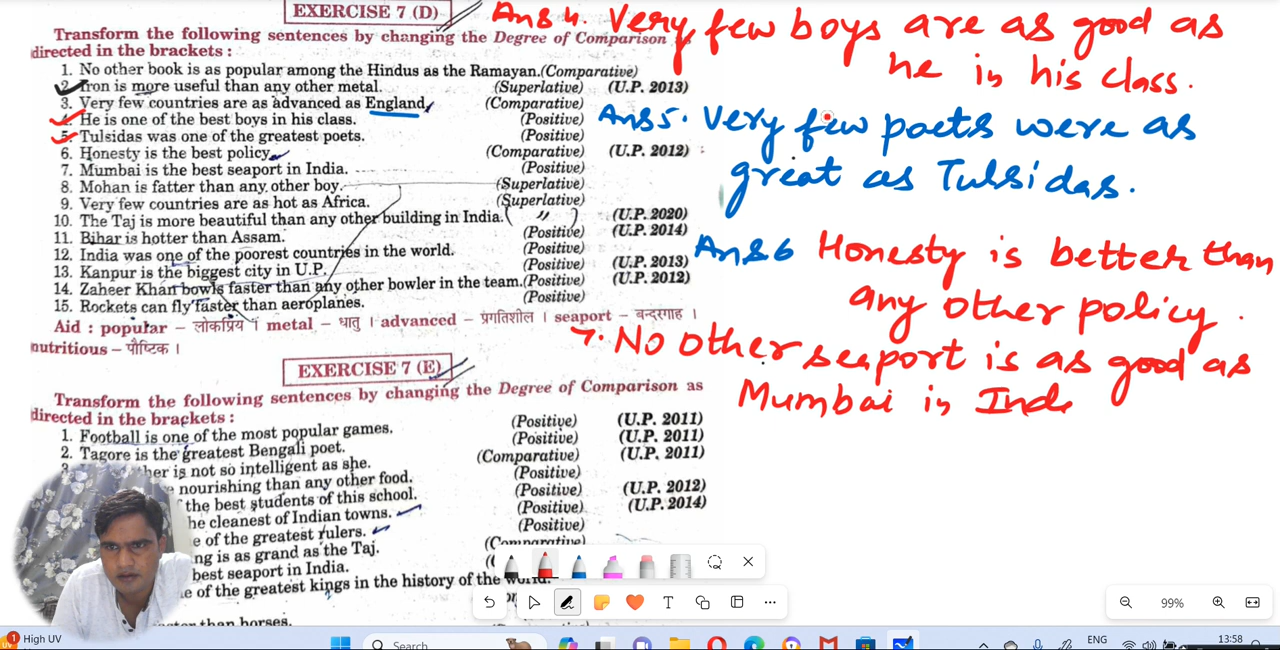 EXERCISE 7 (D)
Transform the following sentences by changing the Degree of Comparison as
directed in the brackets :
1. No other book is as popular among the Hindus as the Ramayan.(Comparative)
2. Iron is more useful than any other metal. (Superlative) (U.P. 2013)
3. Very few countries are as advanced as England. (Comparative)
4. He is one of the best boys in his class. (Positive)
5. Tulsidas was one of the greatest poets. (Positive)
6. Honesty is the best policy. (Comparative) (U.P. 2012)
7. Mumbai is the best seaport in India. (Positive)
8. Mohan is fatter than any other boy. (Superlative)
9. Very few countries are as hot as Africa. (Superlative)
10. The Taj is more beautiful than any other building in India. ( " ) (U.P. 2020)
11. Bihar is hotter than Assam. (Positive) (U.P. 2014)
12. India was one of the poorest countries in the world. (Positive)
13. Kanpur is the biggest city in U.P. (Positive) (U.P. 2013)
14. Zaheer Khan bowls faster than any other bowler in the team.(Positive) (U.P. 2012)
15. Rockets can fly faster than aeroplanes. (Positive)
Aid : popular – लोकप्रिय । metal – धातु । advanced – प्रगतिशील । seaport – बन्दरगाह ।
nutritious – पौष्टिक ।
EXERCISE 7 (E)
Transform the following sentences by changing the Degree of Comparison as
directed in the brackets :
1. Football is one of the most popular games. (Positive) (U.P. 2011)
2. Tagore is the greatest Bengali poet. (Positive) (U.P. 2011)
3. her is not so intelligent as she. (Comparative) (U.P. 2011)
nourishing than any other food. (Positive)
the best students of this school. (Positive) (U.P. 2012)
he cleanest of Indian towns. (Positive) (U.P. 2014)
e of the greatest rulers. (Positive)
ng is as grand as the Taj. (Comparative)
best seaport in India.
e of the greatest kings in the history of the world.
than horses.
Ans 4. Very few boys are as good as
he in his class.
Ans 5. Very few poets were as
great as Tulsidas.
Ans 6 Honesty is better than
any other policy.
7. No other seaport is as good as
Mumbai in Ind
99%
1 High UV
Search
ENG
13:58